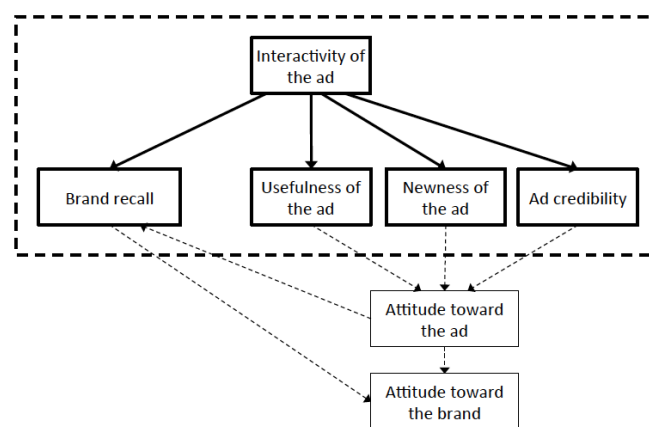 Interactivity of
the ad
Brand recall
Usefulness of
the ad
Newness of
the ad
Ad credibility
Attitude toward
the ad
Attitude toward
the brand